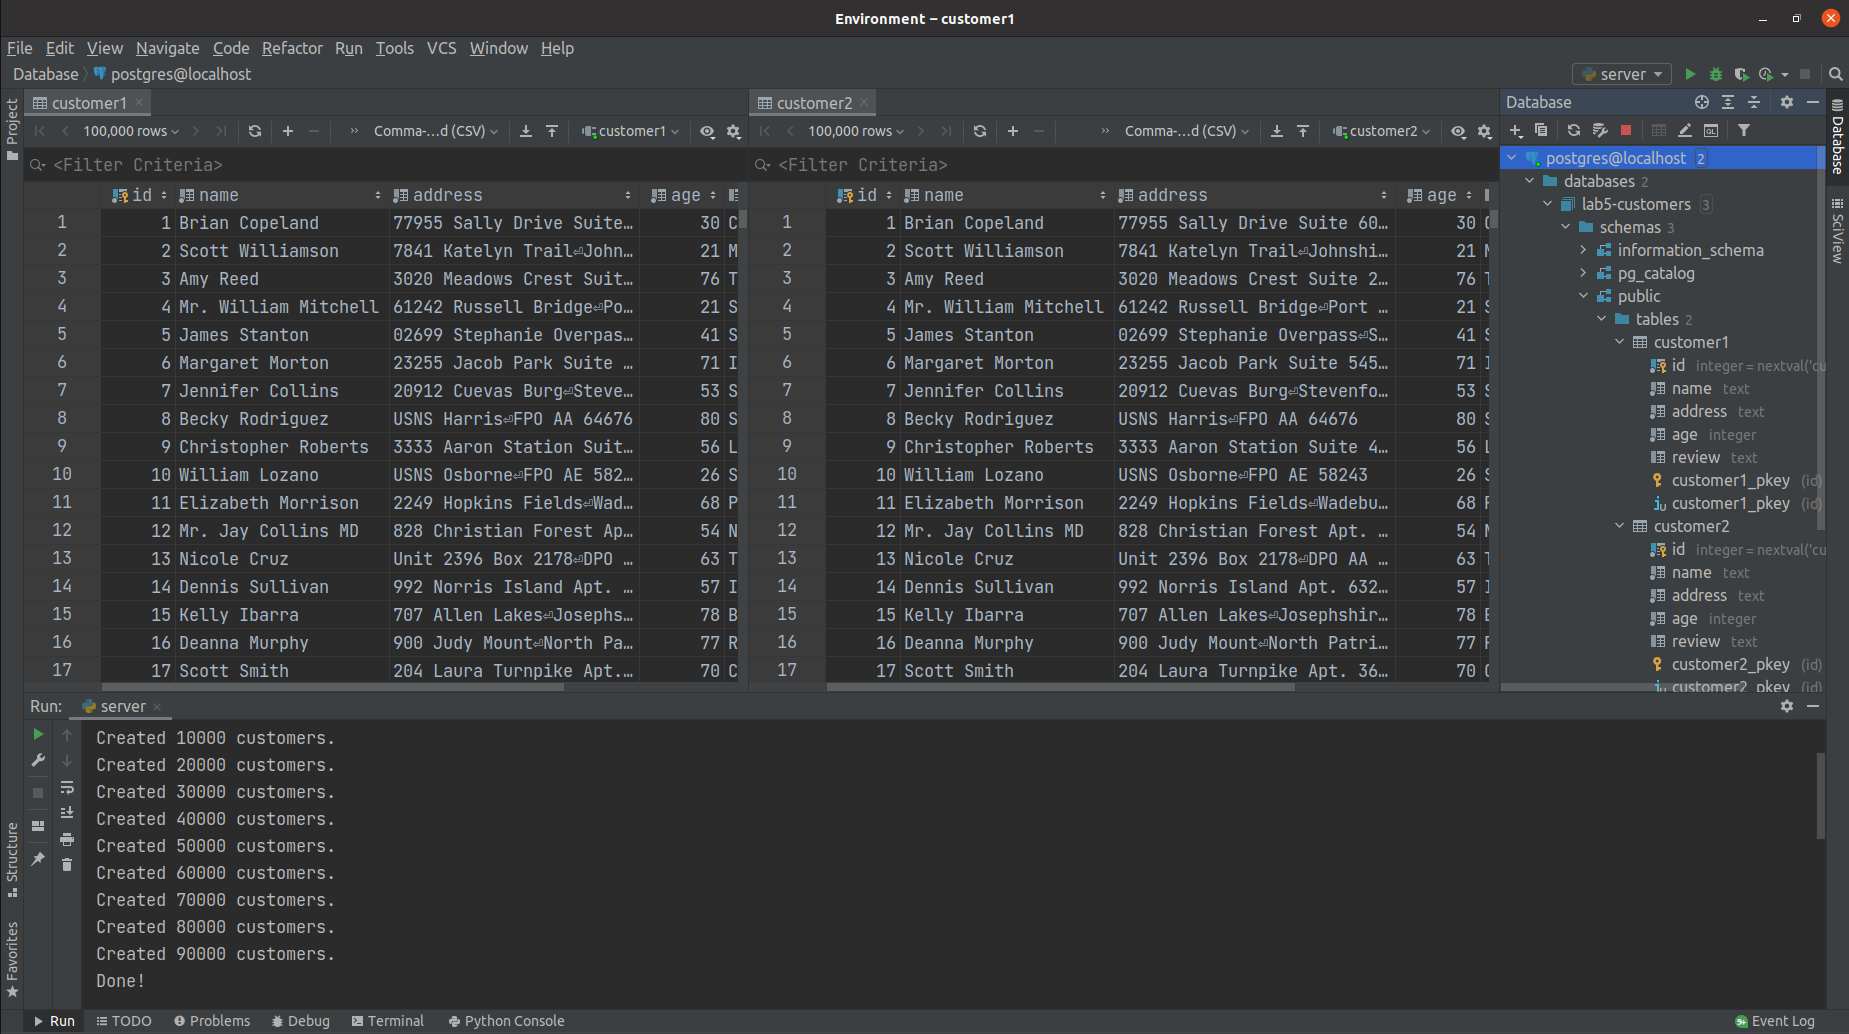 Environment – customer1
File Edit View Navigate Code Refactor Run Tools VCS Window Help
Database postgres@localhost
server
Project
customer1
100,000 rows
Comma-...d (CSV)
customer1
<Filter Criteria>
id name address age
1 1 Brian Copeland 77955 Sally Drive Suite… 30 C
2 2 Scott Williamson 7841 Katelyn Trail⏎John… 21 M
3 3 Amy Reed 3020 Meadows Crest Suit… 76 T
4 4 Mr. William Mitchell 61242 Russell Bridge⏎Po… 21 S
5 5 James Stanton 02699 Stephanie Overpas… 41 S
6 6 Margaret Morton 23255 Jacob Park Suite … 71 I
7 7 Jennifer Collins 20912 Cuevas Burg⏎Steve… 53 S
8 8 Becky Rodriguez USNS Harris⏎FPO AA 64676 80 S
9 9 Christopher Roberts 3333 Aaron Station Suit… 56 L
10 10 William Lozano USNS Osborne⏎FPO AE 582… 26 S
11 11 Elizabeth Morrison 2249 Hopkins Fields⏎Wad… 68 P
12 12 Mr. Jay Collins MD 828 Christian Forest Ap… 54 N
13 13 Nicole Cruz Unit 2396 Box 2178⏎DPO … 63 T
14 14 Dennis Sullivan 992 Norris Island Apt. … 57 I
15 15 Kelly Ibarra 707 Allen Lakes⏎Josephs… 78 B
16 16 Deanna Murphy 900 Judy Mount⏎North Pa… 77 R
17 17 Scott Smith 204 Laura Turnpike Apt.… 70 C
customer2
100,000 rows
Comma-...d (CSV)
customer2
<Filter Criteria>
id name address age
1 1 Brian Copeland 77955 Sally Drive Suite 60… 30
2 2 Scott Williamson 7841 Katelyn Trail⏎Johnshi… 21
3 3 Amy Reed 3020 Meadows Crest Suite 2… 76
4 4 Mr. William Mitchell 61242 Russell Bridge⏎Port … 21
5 5 James Stanton 02699 Stephanie Overpass⏎S… 41
6 6 Margaret Morton 23255 Jacob Park Suite 545… 71
7 7 Jennifer Collins 20912 Cuevas Burg⏎Stevenfo… 53
8 8 Becky Rodriguez USNS Harris⏎FPO AA 64676 80
9 9 Christopher Roberts 3333 Aaron Station Suite 4… 56
10 10 William Lozano USNS Osborne⏎FPO AE 58243 26
11 11 Elizabeth Morrison 2249 Hopkins Fields⏎Wadebu… 68
12 12 Mr. Jay Collins MD 828 Christian Forest Apt. … 54
13 13 Nicole Cruz Unit 2396 Box 2178⏎DPO AA … 63
14 14 Dennis Sullivan 992 Norris Island Apt. 632… 57
15 15 Kelly Ibarra 707 Allen Lakes⏎Josephshir… 78
16 16 Deanna Murphy 900 Judy Mount⏎North Patri… 77
17 17 Scott Smith 204 Laura Turnpike Apt. 36… 70
Database
postgres@localhost 2
databases 2
lab5-customers 3
schemas 3
information_schema
pg_catalog
public
tables 2
customer1
id integer = nextval('cu
name text
address text
age integer
review text
customer1_pkey (id)
customer1_pkey (id)
customer2
id integer = nextval('cu
name text
address text
age integer
review text
customer2_pkey (id)
customer2_pkey (id)
Database
SciView
Run: server
Created 10000 customers.
Created 20000 customers.
Created 30000 customers.
Created 40000 customers.
Created 50000 customers.
Created 60000 customers.
Created 70000 customers.
Created 80000 customers.
Created 90000 customers.
Done!
Structure
Favorites
Run TODO Problems Debug Terminal Python Console
9+ Event Log